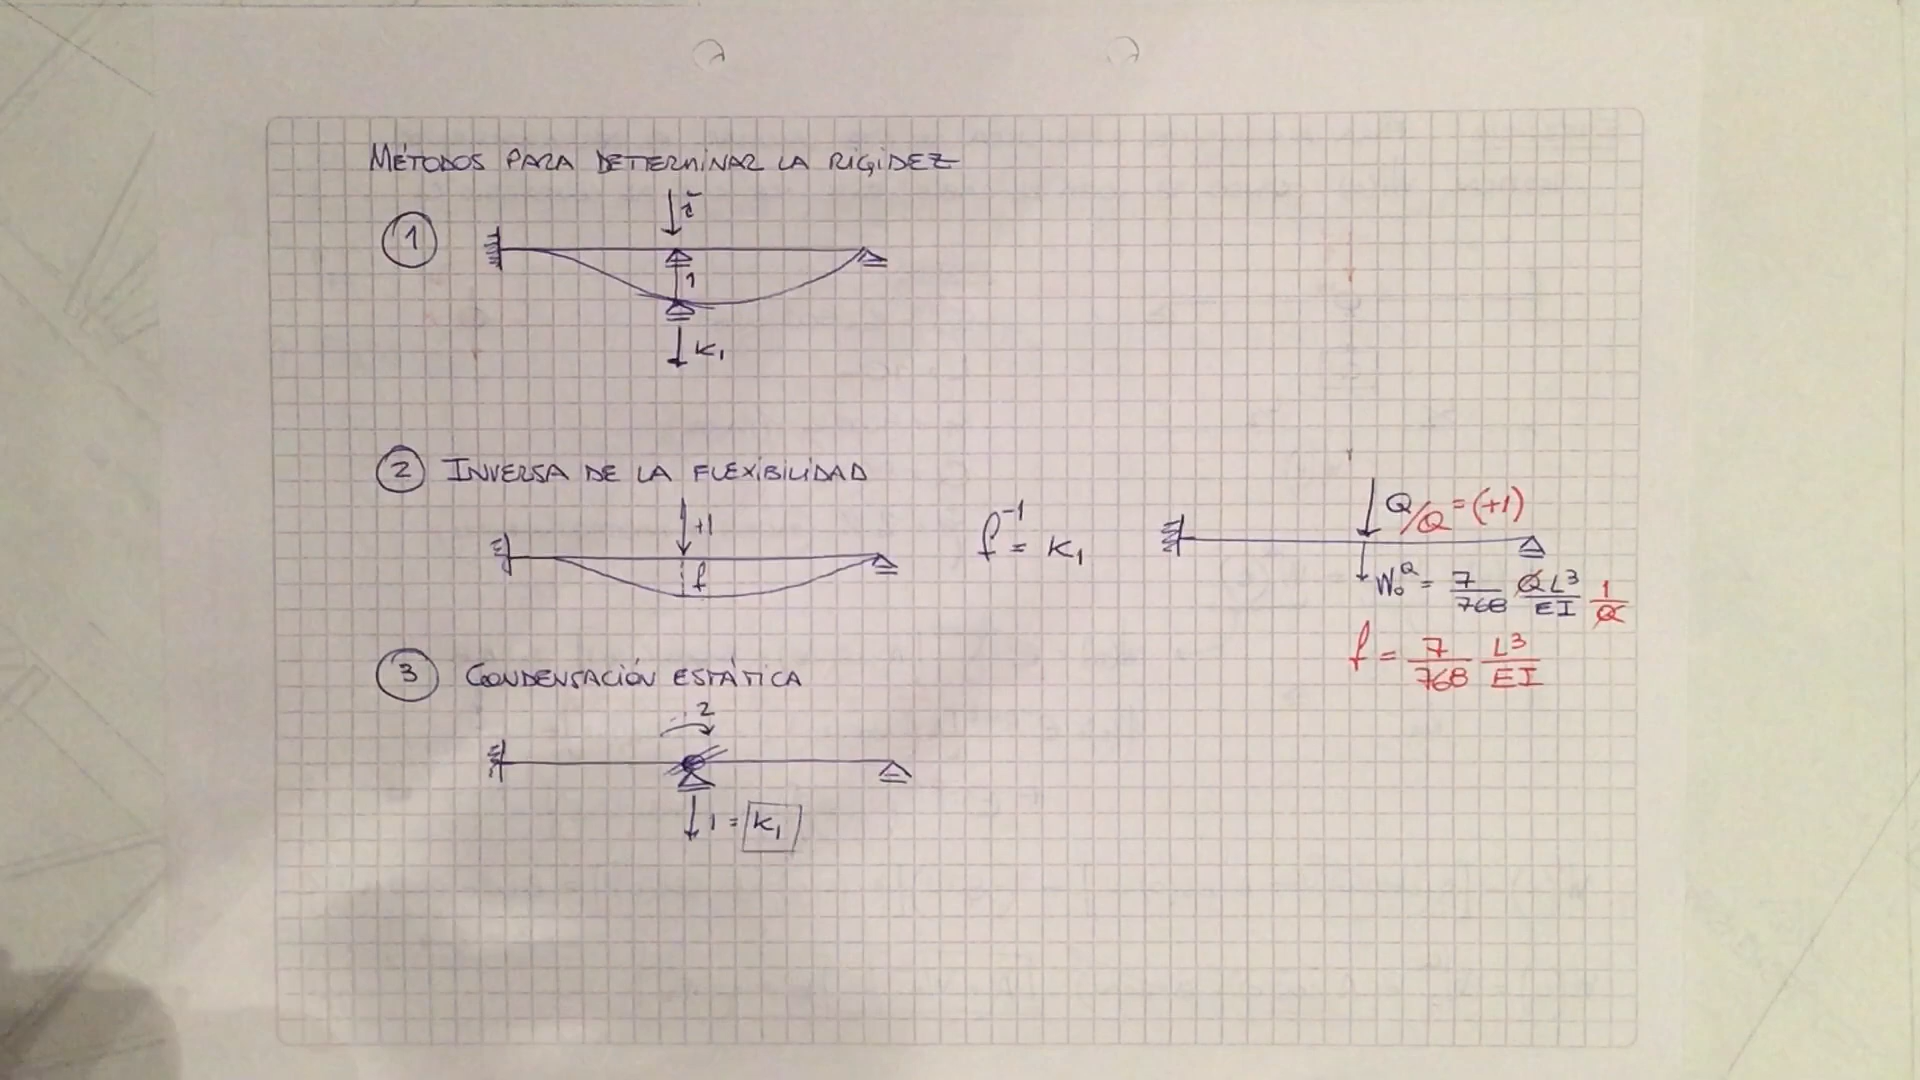 MÉTODOS PARA DETERMINAR LA RIGIDEZ
1
1
K₁
2 INVERSA DE LA FLEXIBILIDAD
+1
f
f⁻¹ = K₁
Q/Q = (+1)
W₀^Q = 7/768 QL³/EI 1/Q
f = 7/768 L³/EI
3 CONDENSACIÓN ESTÁTICA
2
1 = K₁